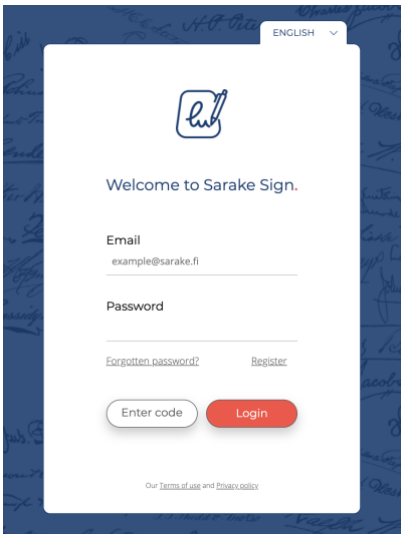 ENGLISH
Welcome to Sarake Sign.
Email
example@sarake.fi
Password
Forgotten password? Register
Enter code Login
Our Terms of use and Privacy policy